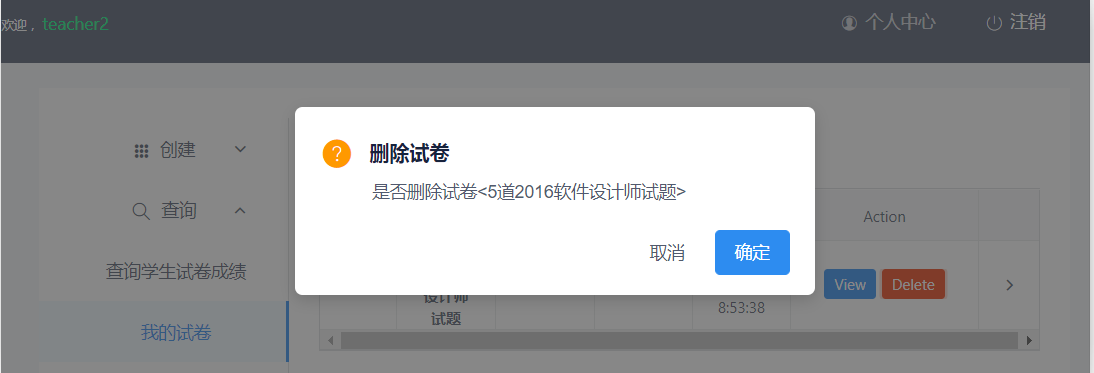 欢迎， teacher2
个人中心
注销
创建
查询
查询学生试卷成绩
我的试卷
删除试卷
是否删除试卷<5道2016软件设计师试题>
取消
确定
Action
设计师
试题
8:53:38
View
Delete